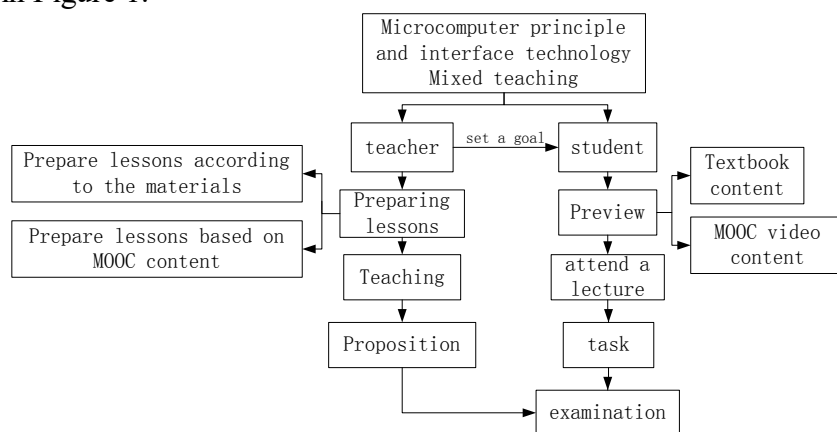 in Figure 1.
Microcomputer principle
and interface technology
Mixed teaching
teacher
set a goal
student
Prepare lessons according
to the materials
Textbook
content
Preparing
lessons
Preview
Prepare lessons based on
MOOC content
MOOC video
content
Teaching
attend a
lecture
Proposition
task
examination